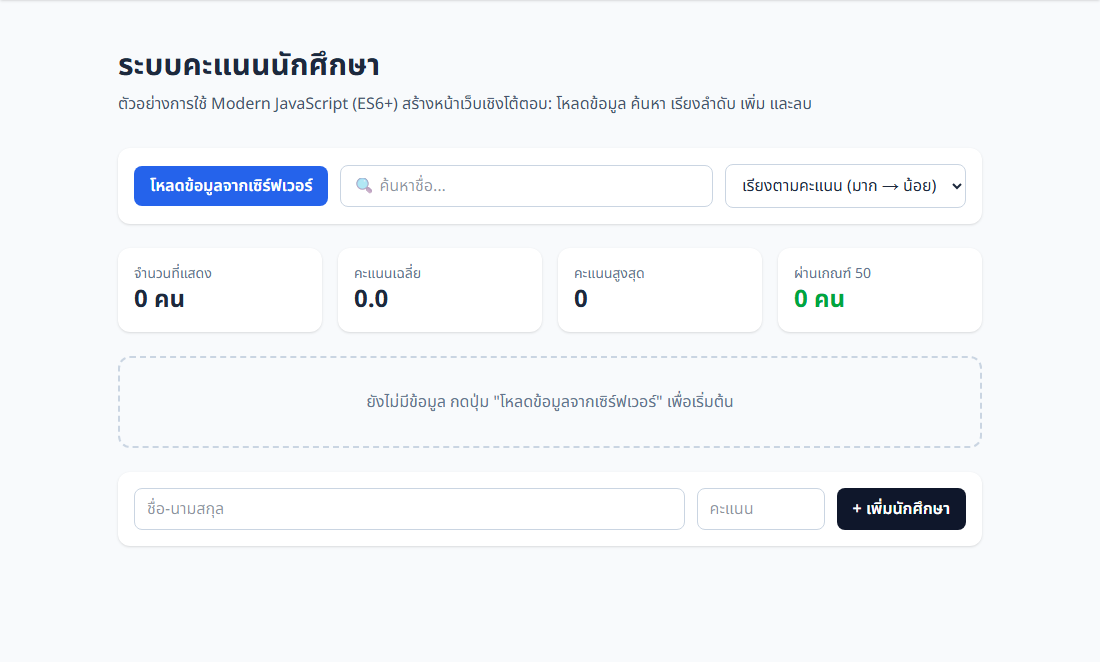 ระบบคะแนนนักศึกษา
ตัวอย่างการใช้ Modern JavaScript (ES6+) สร้างหน้าเว็บเชิงโต้ตอบ: โหลดข้อมูล ค้นหา เรียงลำดับ เพิ่ม และลบ
โหลดข้อมูลจากเซิร์ฟเวอร์
🔍 ค้นหาชื่อ...
เรียงตามคะแนน (มาก → น้อย)
จำนวนที่แสดง
0 คน
คะแนนเฉลี่ย
0.0
คะแนนสูงสุด
0
ผ่านเกณฑ์ 50
0 คน
ยังไม่มีข้อมูล กดปุ่ม "โหลดข้อมูลจากเซิร์ฟเวอร์" เพื่อเริ่มต้น
ชื่อ-นามสกุล
คะแนน
+ เพิ่มนักศึกษา